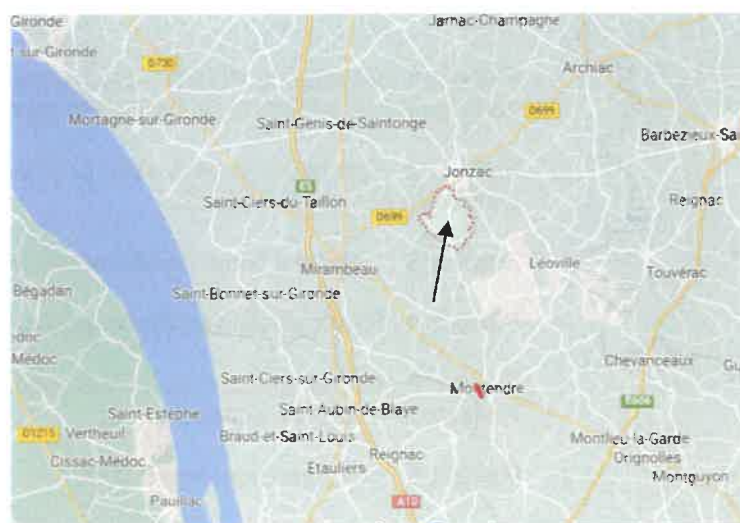 Gironde
Jarnac-Champagne
t sur-Gironde
D730
Archiac
Mortagne-sur-Gironde
Saint-Genis-de-Saintonge
D699
Barbezieux-Sai
Jonzac
E5
Saint-Ciers-du-Taillon
D699
Reignac
Mirambeau
Léoville
Touvérac
Bégadan
Saint-Bonnet-sur-Gironde
Médoc
Chevanceaux
Saint-Ciers-sur-Gironde
Montendre
Gu
Saint-Estèphe
Saint-Aubin-de-Blaye
D1215
Vertheuil
Braud-et-Saint-Louis
Montlieu-la-Garde
Cissac-Médoc
Reignac
Orignolles
Étauliers
Montguyon
Pauillac
A10